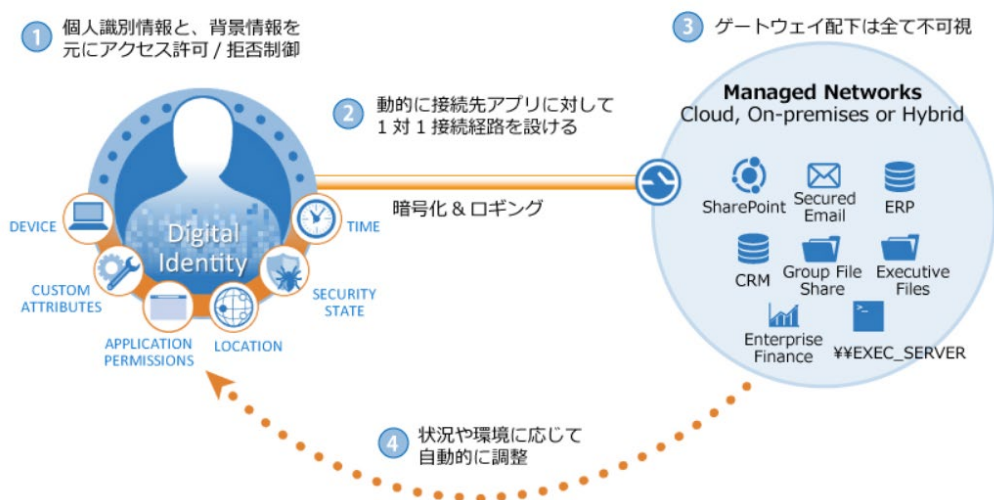 1
個人識別情報と、背景情報を
元にアクセス許可 / 拒否制御
2
動的に接続先アプリに対して
1 対 1 接続経路を設ける
暗号化 & ロギング
3
ゲートウェイ配下は全て不可視
Managed Networks
Cloud, On-premises or Hybrid
SharePoint
Secured
Email
ERP
CRM
Group File
Share
Executive
Files
Enterprise
Finance
>_
¥¥EXEC_SERVER
Digital
Identity
DEVICE
CUSTOM
ATTRIBUTES
APPLICATION
PERMISSIONS
LOCATION
SECURITY
STATE
TIME
4
状況や環境に応じて
自動的に調整